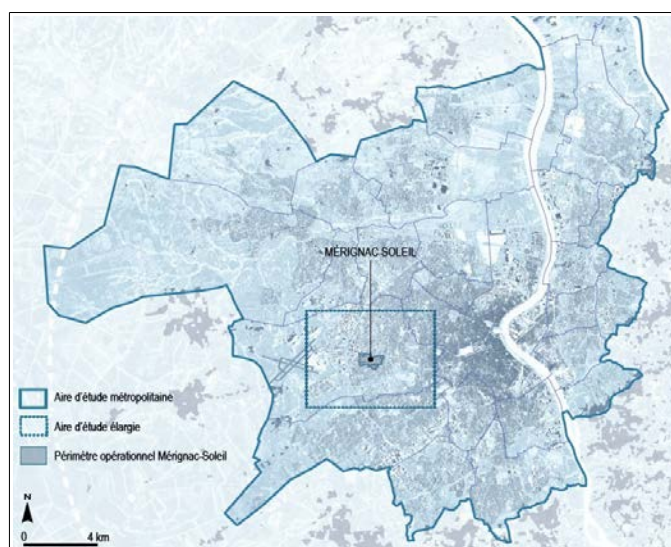 MÉRIGNAC SOLEIL
Aire d'étude métropolitaine
Aire d'étude élargie
Périmètre opérationnel Mérignac-Soleil
N
0 4 km